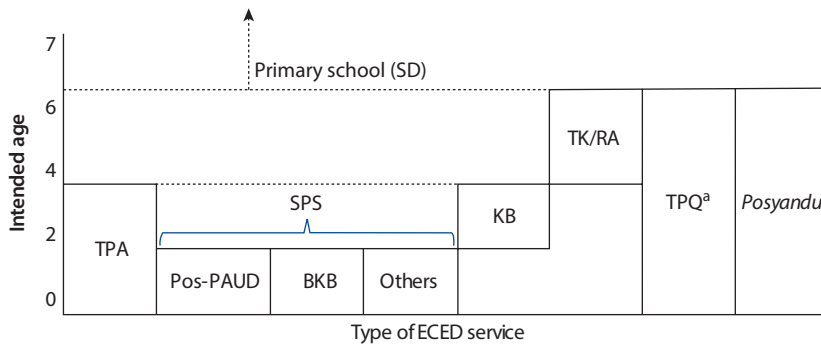 7
Primary school (SD)
6
TK/RA
4
SPS
KB
TPQᵃ
Posyandu
2
TPA
Pos-PAUD
BKB
Others
0
Intended age
Type of ECED service